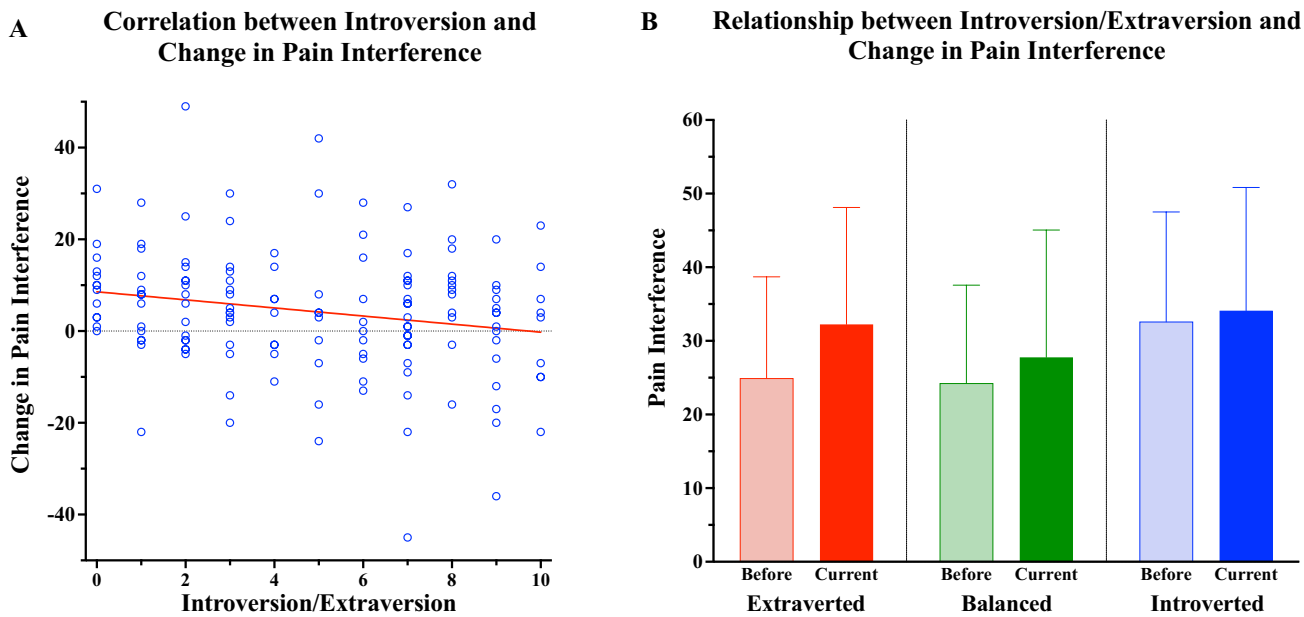 A
Correlation between Introversion and
Change in Pain Interference
Change in Pain Interference
40
20
0
-20
-40
0 2 4 6 8 10
Introversion/Extraversion
B
Relationship between Introversion/Extraversion and
Change in Pain Interference
Pain Interference
60
50
40
30
20
10
0
Before Current Before Current Before Current
Extraverted Balanced Introverted